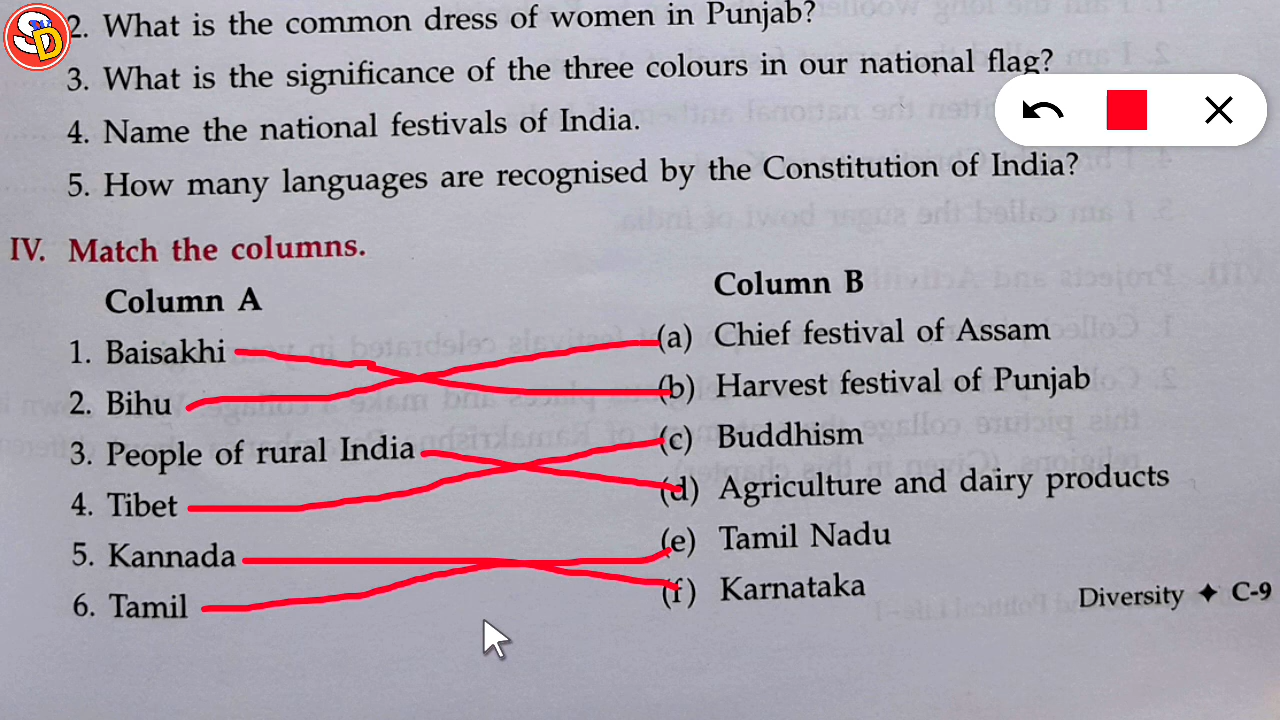 SD
2. What is the common dress of women in Punjab?
3. What is the significance of the three colours in our national flag?
4. Name the national festivals of India.
5. How many languages are recognised by the Constitution of India?
IV. Match the columns.
Column A Column B
1. Baisakhi (a) Chief festival of Assam
2. Bihu (b) Harvest festival of Punjab
3. People of rural India (c) Buddhism
4. Tibet (d) Agriculture and dairy products
5. Kannada (e) Tamil Nadu
6. Tamil (f) Karnataka
Diversity ✦ C-9